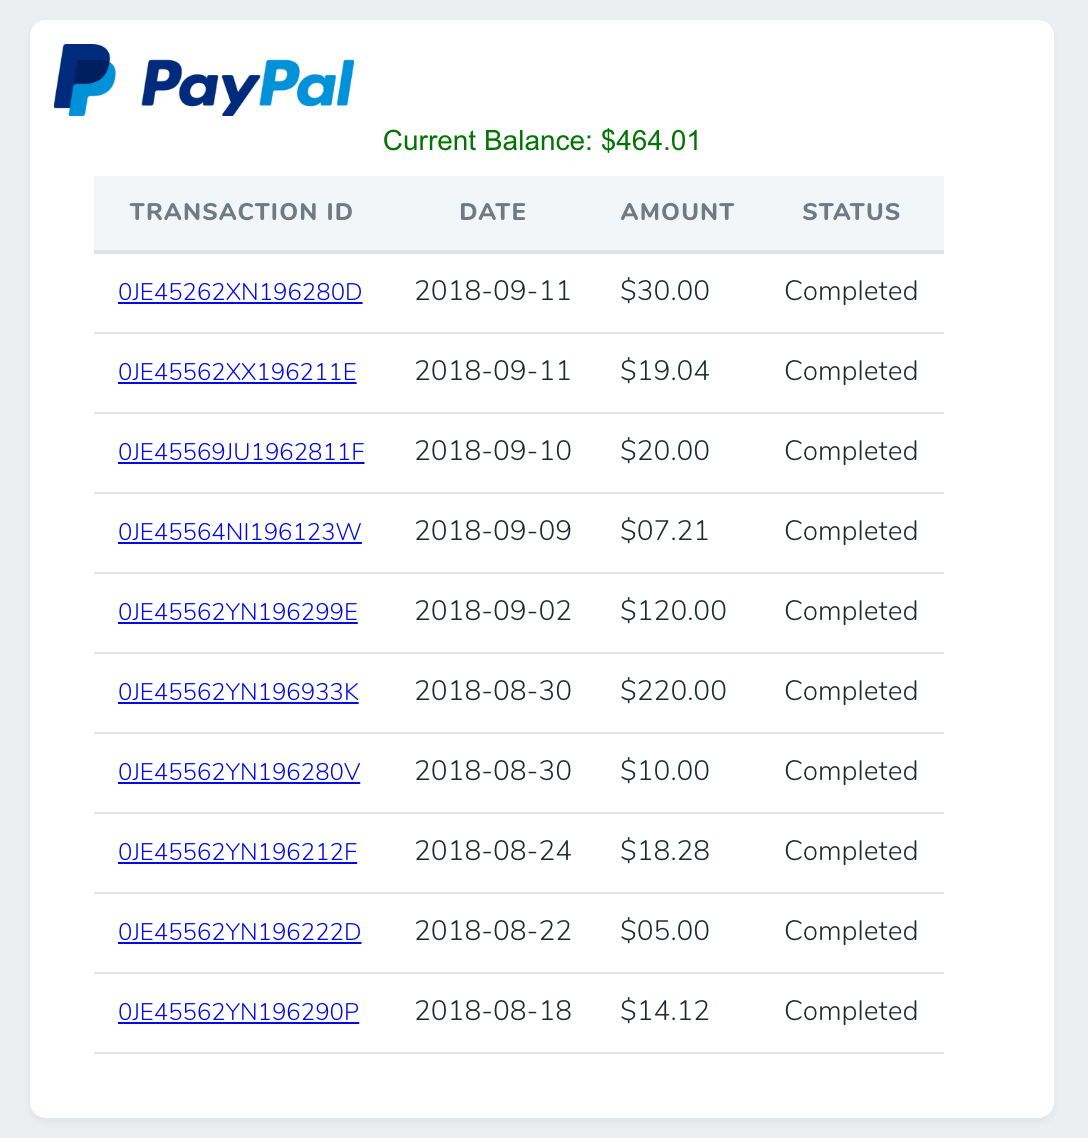 PayPal
Current Balance: $464.01
TRANSACTION ID DATE AMOUNT STATUS
0JE45262XN196280D 2018-09-11 $30.00 Completed
0JE45562XX196211E 2018-09-11 $19.04 Completed
0JE45569JU1962811F 2018-09-10 $20.00 Completed
0JE45564NI196123W 2018-09-09 $07.21 Completed
0JE45562YN196299E 2018-09-02 $120.00 Completed
0JE45562YN196933K 2018-08-30 $220.00 Completed
0JE45562YN196280V 2018-08-30 $10.00 Completed
0JE45562YN196212F 2018-08-24 $18.28 Completed
0JE45562YN196222D 2018-08-22 $05.00 Completed
0JE45562YN196290P 2018-08-18 $14.12 Completed